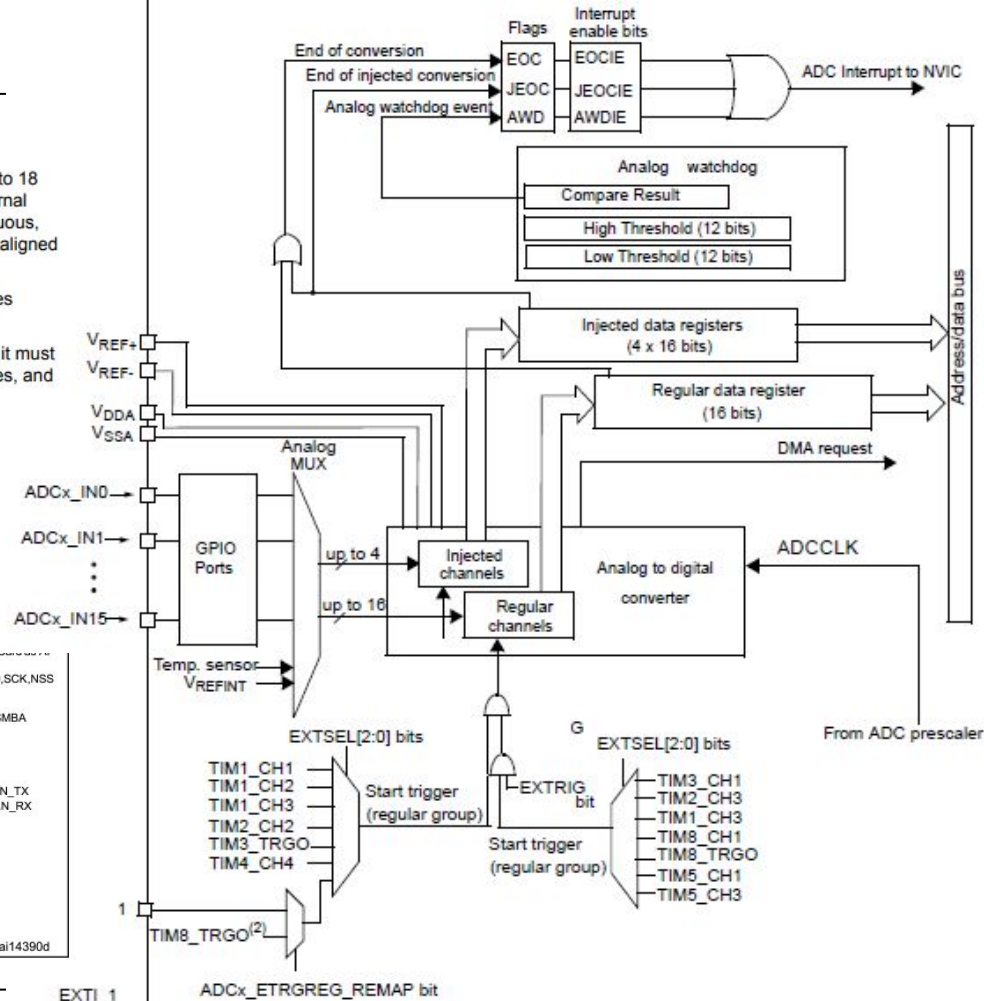 Flags
Interrupt
enable bits
End of conversion
EOC
EOCIE
End of injected conversion
JEOC
JEOCIE
ADC Interrupt to NVIC
Analog watchdog event
AWD
AWDIE
to 18
rnal
uous,
aligned
es
it must
es, and
Analog watchdog
Compare Result
High Threshold (12 bits)
Low Threshold (12 bits)
Address/data bus
Injected data registers
(4 x 16 bits)
Regular data register
(16 bits)
DMA request
VREF+
VREF-
VDDA
VSSA
Analog
MUX
ADCx_IN0
ADCx_IN1
ADCx_IN15
GPIO
Ports
up to 4
up to 16
Injected
channels
Regular
channels
Analog to digital
converter
ADCCLK
Temp. sensor
VREFINT
From ADC prescaler
,SCK,NSS
SMBA
N_TX
N_RX
ai14390d
EXTSEL[2:0] bits
TIM1_CH1
TIM1_CH2
TIM1_CH3
TIM2_CH2
TIM3_TRGO
TIM4_CH4
Start trigger
(regular group)
G
EXTRIG
bit
Start trigger
(regular group)
EXTSEL[2:0] bits
TIM3_CH1
TIM2_CH3
TIM1_CH3
TIM8_CH1
TIM8_TRGO
TIM5_CH1
TIM5_CH3
1
TIM8_TRGO(2)
EXTI_1
ADCx_ETRGREG_REMAP bit